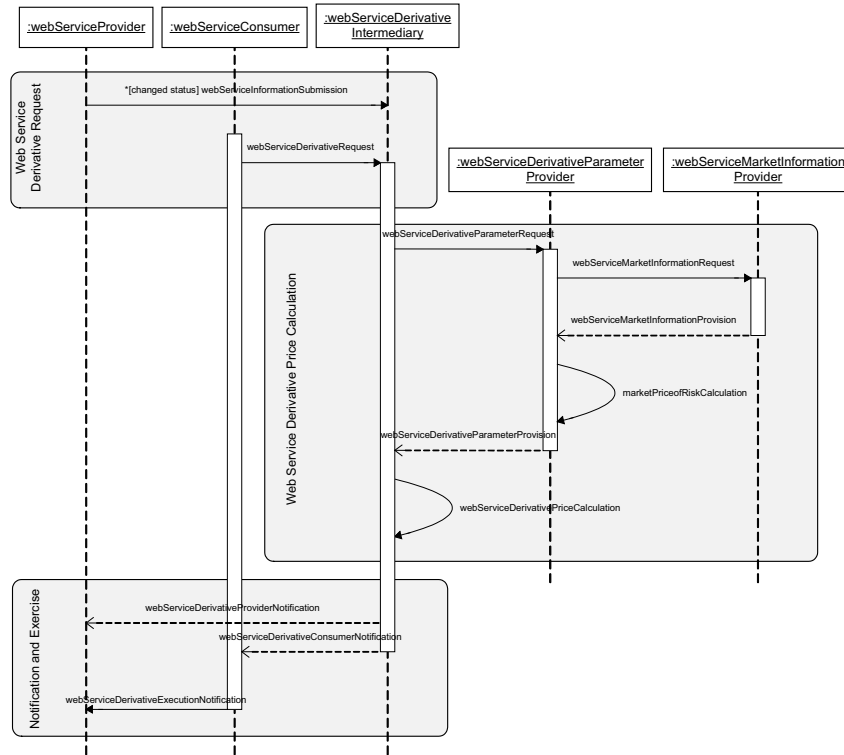 :webServiceProvider
:webServiceConsumer
:webServiceDerivative
Intermediary
*[changed status] webServiceInformationSubmission
Web Service
Derivative Request
webServiceDerivativeRequest
:webServiceDerivativeParameter
Provider
:webServiceMarketInformation
Provider
webServiceDerivativeParameterRequest
webServiceMarketInformationRequest
Web Service Derivative Price Calculation
webServiceMarketInformationProvision
marketPriceofRiskCalculation
webServiceDerivativeParameterProvision
webServiceDerivativePriceCalculation
Notification and Exercise
webServiceDerivativeProviderNotification
webServiceDerivativeConsumerNotification
webServiceDerivativeExecutionNotification